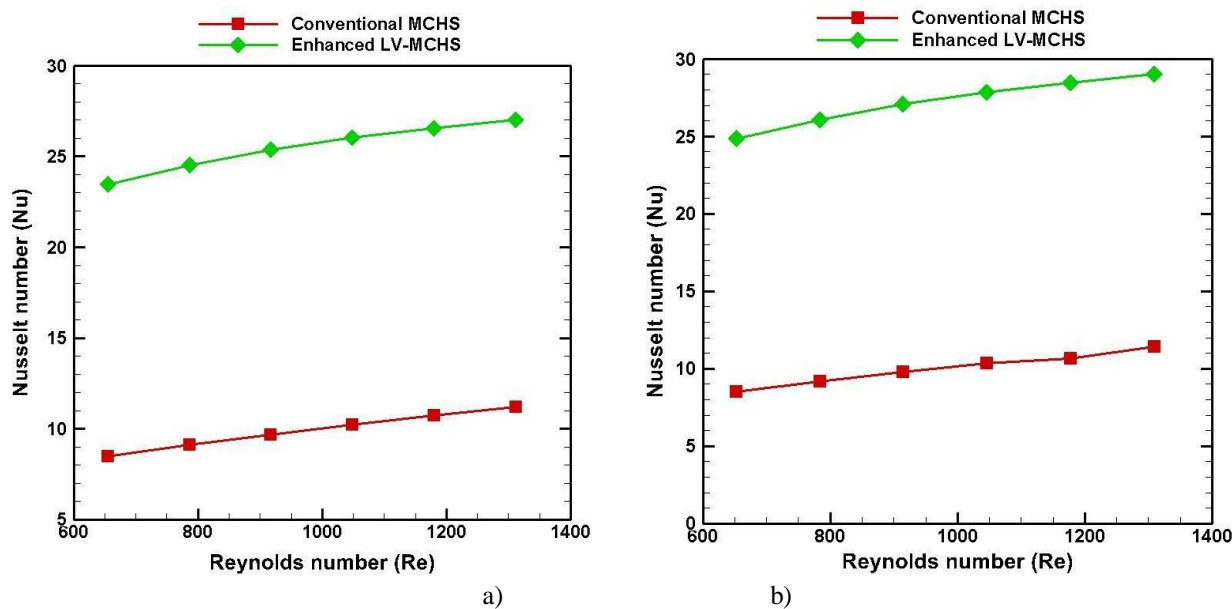 Conventional MCHS
Enhanced LV-MCHS
30
25
20
15
10
5
Nusselt number (Nu)
600 800 1000 1200 1400
Reynolds number (Re)
a)
Conventional MCHS
Enhanced LV-MCHS
30
25
20
15
10
5
0
Nusselt number (Nu)
600 800 1000 1200 1400
Reynolds number (Re)
b)